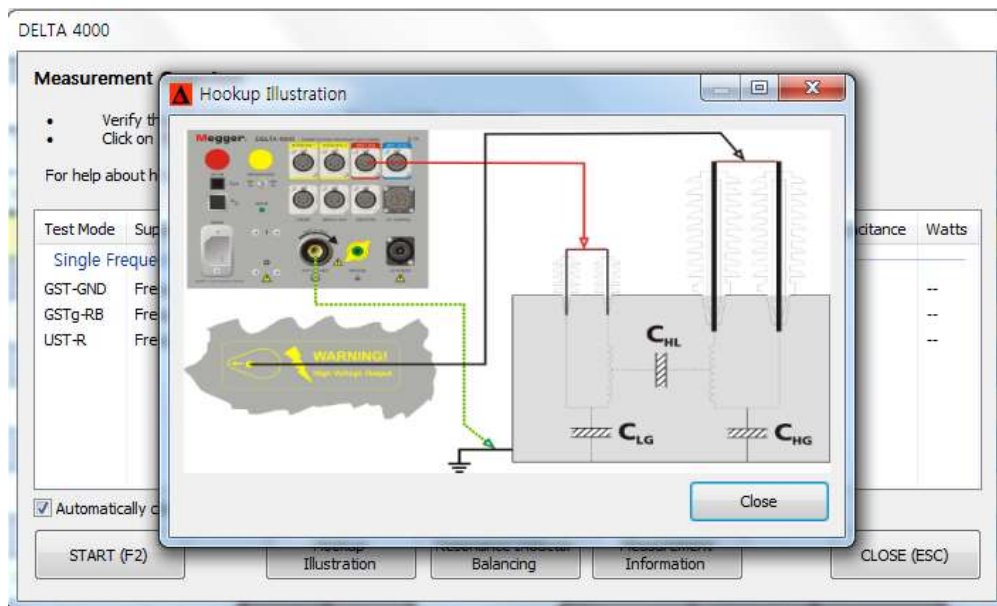 DELTA 4000
Measurement
Hookup Illustration
Verify th
Click on
For help about h
Test Mode Sup citance Watts
Single Freque
GST-GND Fre --
GSTg-RB Fre --
UST-R Fre --
Megger. DELTA 4000
WARNING!
High Voltage Output
CHL
CLG
CHG
Close
Automatically c
START (F2)
Hookup
Illustration
Resonance Inductor
Balancing
Measurement
Information
CLOSE (ESC)